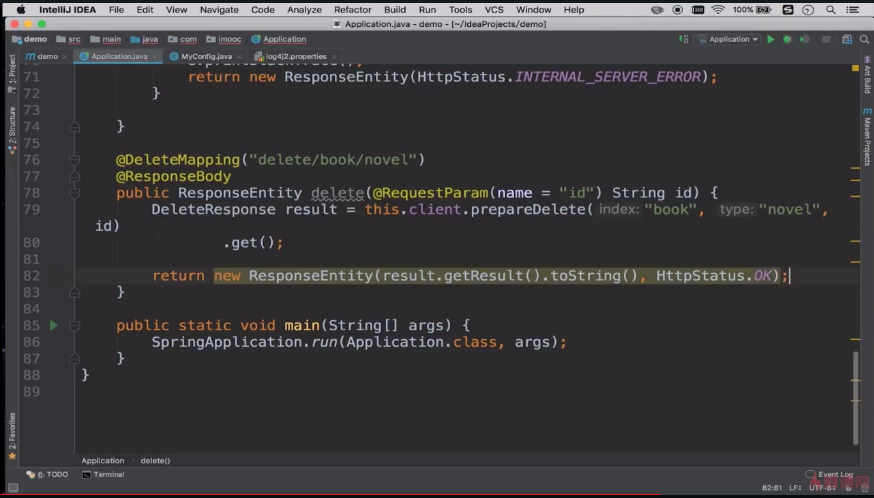 IntelliJ IDEA File Edit View Navigate Code Analyze Refactor Build Run Tools VCS Window Help 100%
Application.java - demo - [~/IdeaProjects/demo]
demo src main java com imooc Application Application
demo Application.java MyConfig.java log4j2.properties
1: Project
Z: Structure
2: Favorites
Ant Build
Maven Projects
71 return new ResponseEntity(HttpStatus.INTERNAL_SERVER_ERROR);
72 }
73
74 }
75
76 @DeleteMapping("delete/book/novel")
77 @ResponseBody
78 public ResponseEntity delete(@RequestParam(name = "id") String id) {
79 DeleteResponse result = this.client.prepareDelete( index: "book", type: "novel",
id)
80 .get();
81
82 return new ResponseEntity(result.getResult().toString(), HttpStatus.OK);
83 }
84
85 public static void main(String[] args) {
86 SpringApplication.run(Application.class, args);
87 }
88 }
89
Application › delete()
6: TODO Terminal Event Log
82:81 LF÷ UTF-8÷